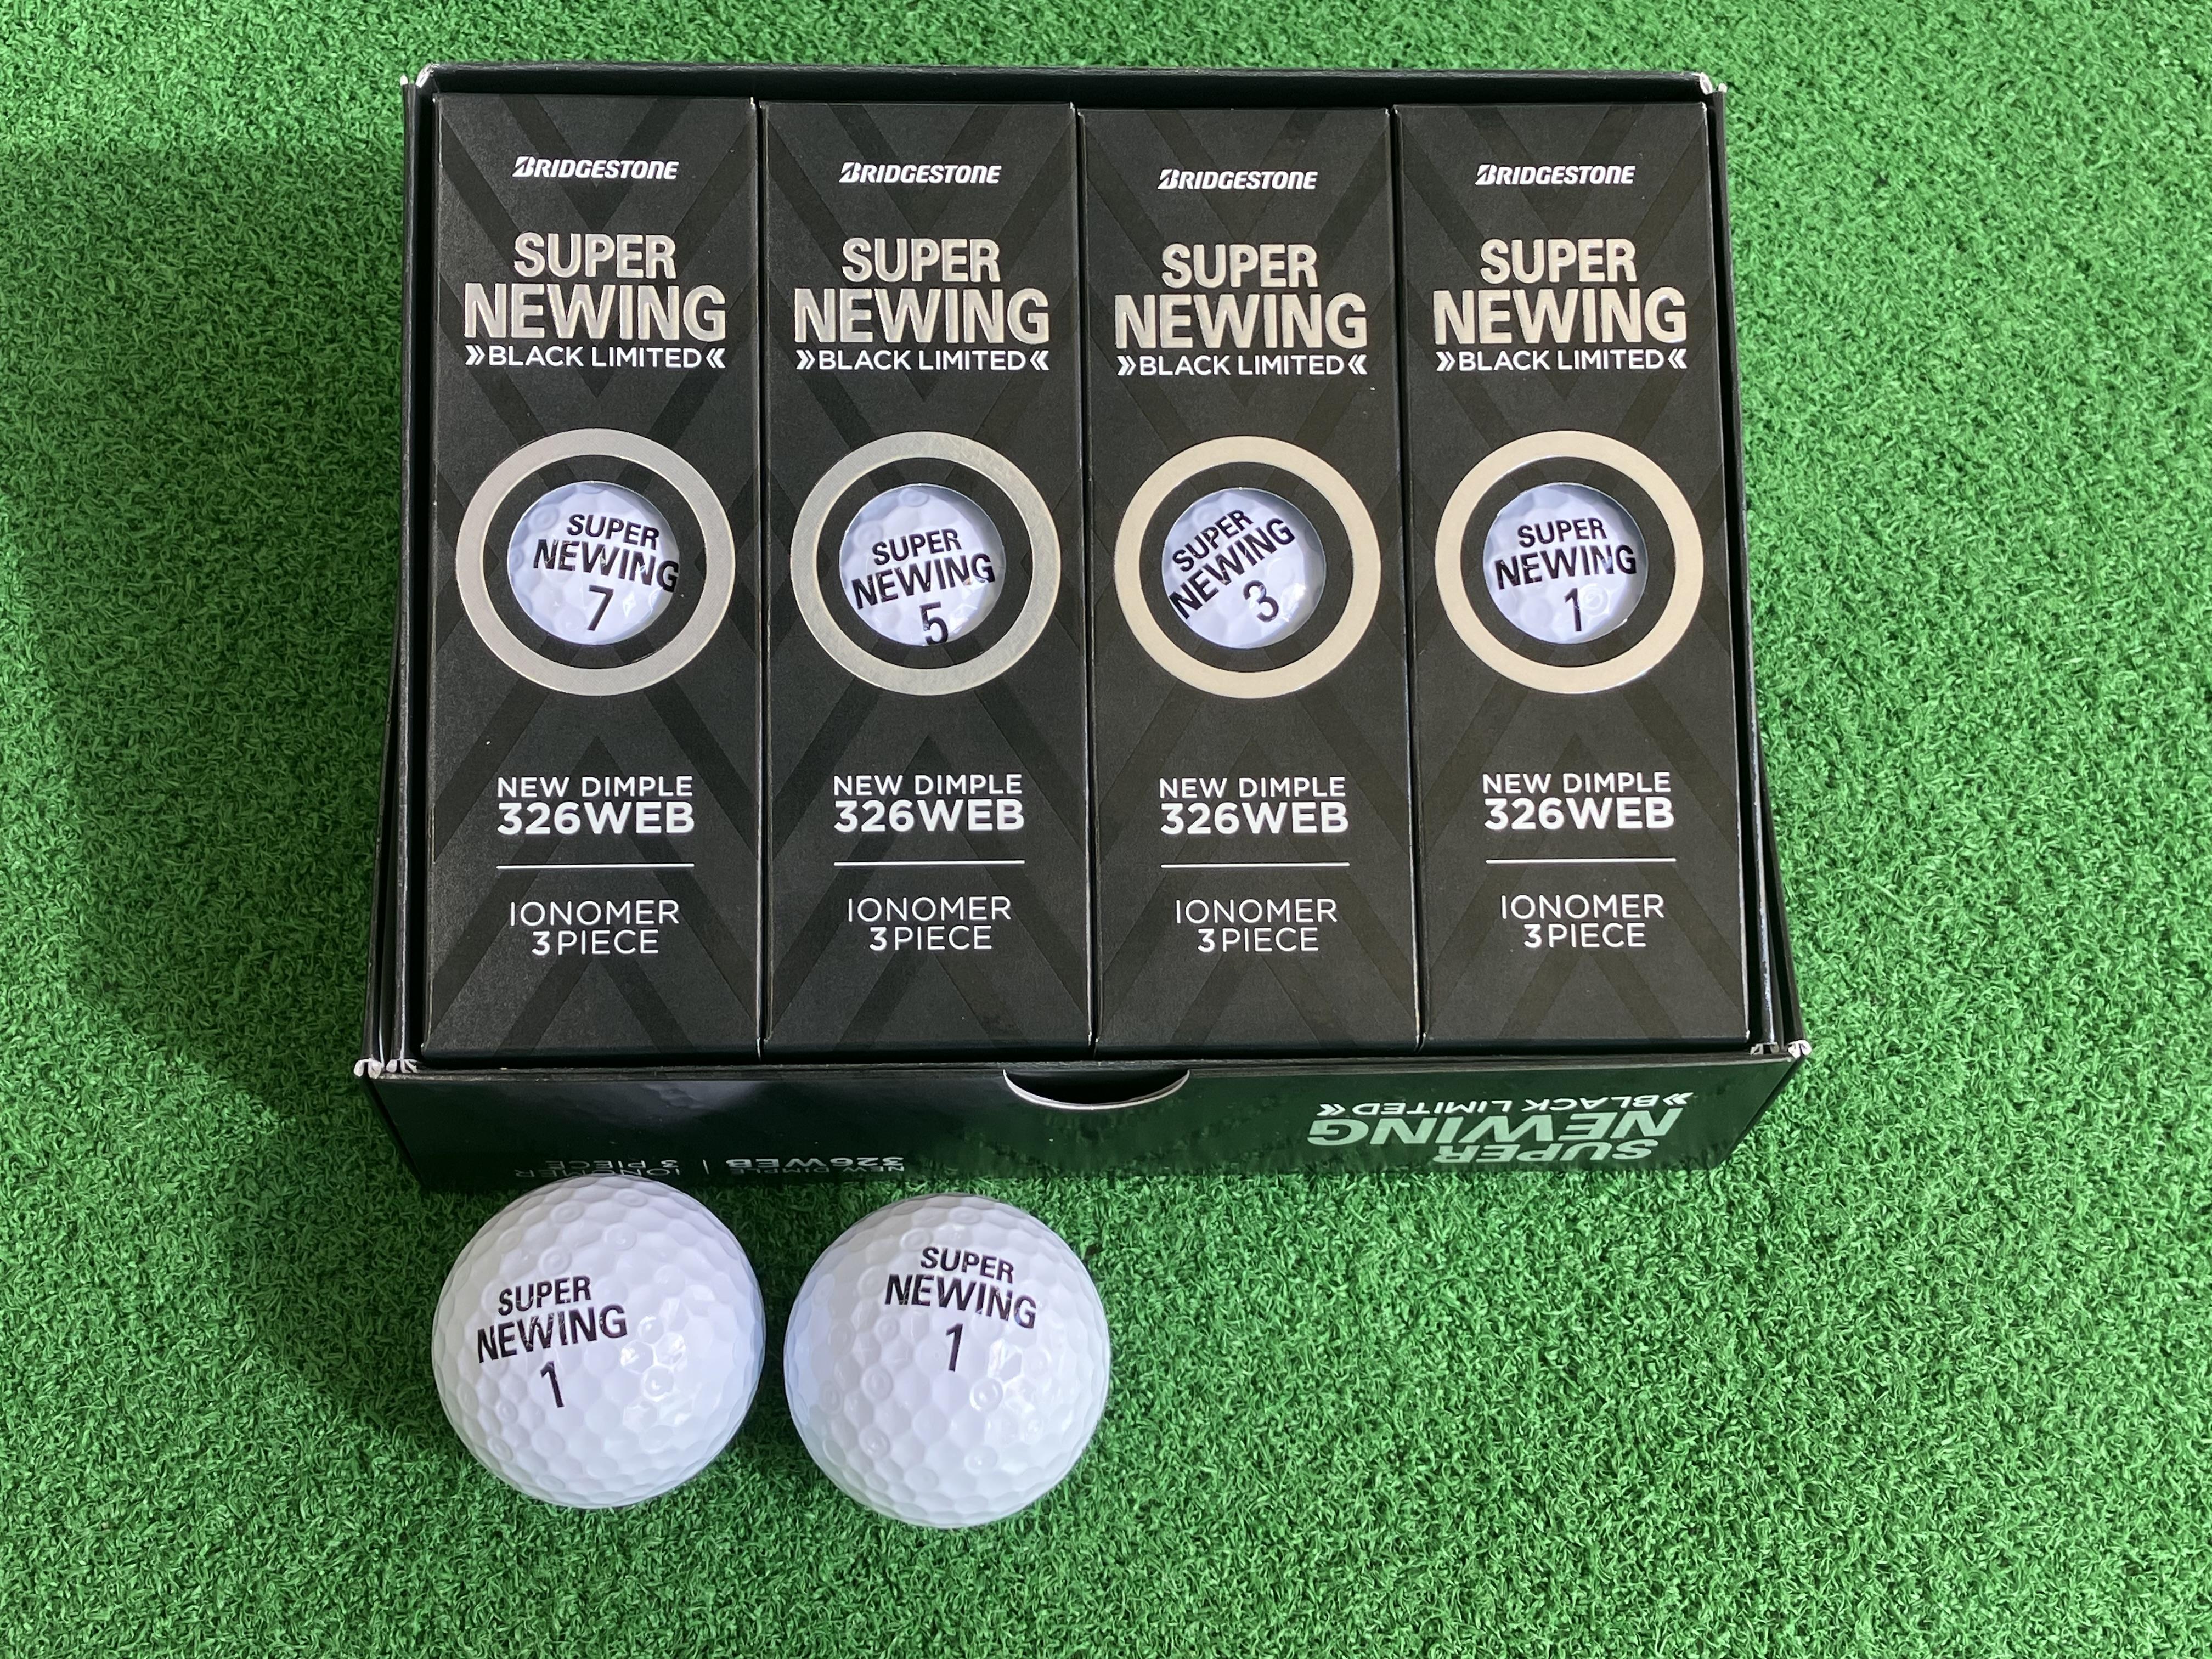 BRIDGESTONE
SUPER
NEWING
BLACK LIMITED
SUPER
NEWING
7
NEW DIMPLE
326WEB
IONOMER
3PIECE
BRIDGESTONE
SUPER
NEWING
BLACK LIMITED
SUPER
NEWING
5
NEW DIMPLE
326WEB
IONOMER
3PIECE
BRIDGESTONE
SUPER
NEWING
BLACK LIMITED
SUPER
NEWING
3
NEW DIMPLE
326WEB
IONOMER
3PIECE
BRIDGESTONE
SUPER
NEWING
BLACK LIMITED
SUPER
NEWING
1
NEW DIMPLE
326WEB
IONOMER
3PIECE
SUPER
NEWING
BLACK LIMITED
NEW DIMPLE
326WEB
IONOMER
3 PIECE
SUPER
NEWING
1
SUPER
NEWING
1